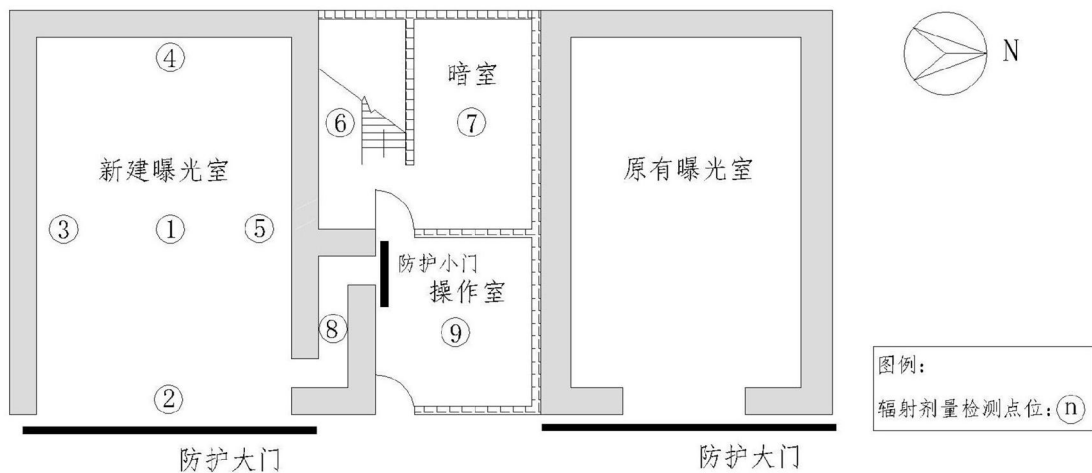 ④
N
暗室
⑥
⑦
新建曝光室
原有曝光室
③
①
⑤
防护小门
操作室
⑧
⑨
图例：
②
辐射剂量检测点位：ⓝ
防护大门
防护大门